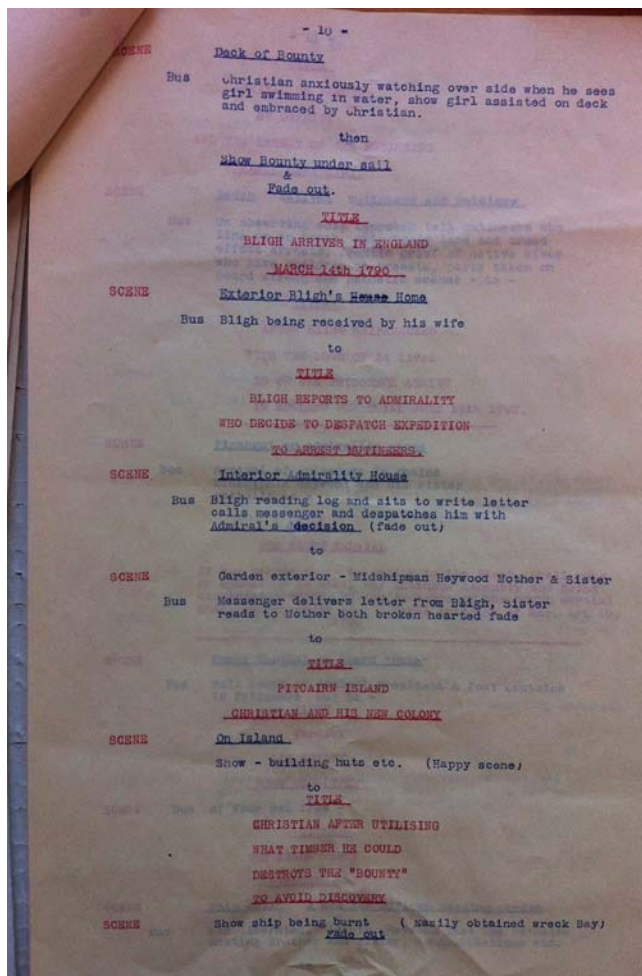 - 10 -
SCENE Deck of Bounty
Bus Christian anxiously watching over side when he sees
girl swimming in water, show girl assisted on deck
and embraced by Christian.
then
Show Bounty under sail
&
Fade out.
TITLE
BLIGH ARRIVES IN ENGLAND
MARCH 14th 1790
SCENE Exterior Bligh's House Home
Bus Bligh being received by his wife
to
TITLE
BLIGH REPORTS TO ADMIRALITY
WHO DECIDE TO DESPATCH EXPEDITION
TO ARREST MUTINEERS.
SCENE Interior Admirality House
Bus Bligh reading log and sits to write letter
calls messenger and despatches him with
Admiral's decision (fade out)
to
SCENE Garden exterior - Midshipman Heywood Mother & Sister
Bus Messenger delivers letter from Bligh, Sister
reads to Mother both broken hearted fade
to
TITLE
PITCAIRN ISLAND
CHRISTIAN AND HIS NEW COLONY
SCENE On Island
Show - building huts etc. (Happy scene)
to
TITLE
CHRISTIAN AFTER UTILISING
WHAT TIMBER HE COULD
DESTROYS THE "BOUNTY"
TO AVOID DISCOVERY
SCENE Show ship being burnt ( Easily obtained wreck Bay)
Fade out